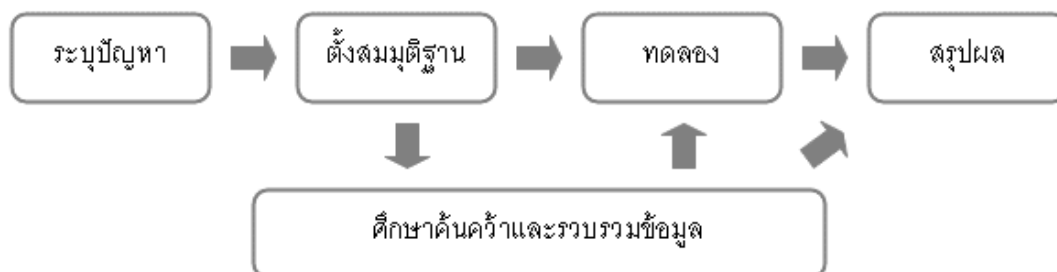 ระบุปัญหา
ตั้งสมมุติฐาน
ทดลอง
สรุปผล
ศึกษาค้นคว้าและรวบรวมข้อมูล